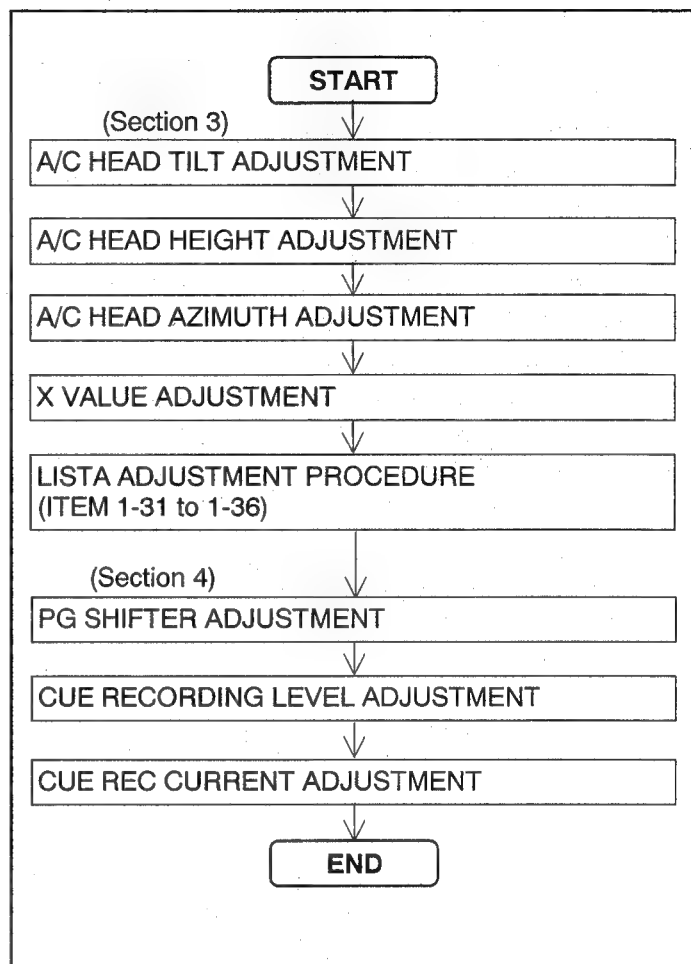 START
(Section 3)
A/C HEAD TILT ADJUSTMENT
A/C HEAD HEIGHT ADJUSTMENT
A/C HEAD AZIMUTH ADJUSTMENT
X VALUE ADJUSTMENT
LISTA ADJUSTMENT PROCEDURE
(ITEM 1-31 to 1-36)
(Section 4)
PG SHIFTER ADJUSTMENT
CUE RECORDING LEVEL ADJUSTMENT
CUE REC CURRENT ADJUSTMENT
END